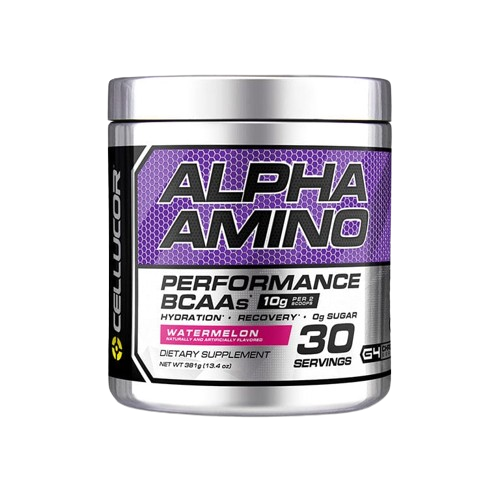 CELLUCOR
ALPHA
AMINO
PERFORMANCE
BCAAs* 10g PER 2 SCOOPS
HYDRATION* • RECOVERY* • 0g SUGAR
WATERMELON
NATURALLY AND ARTIFICIALLY FLAVORED
30
SERVINGS
DIETARY SUPPLEMENT
NET WT 381g (13.4 oz)
G4